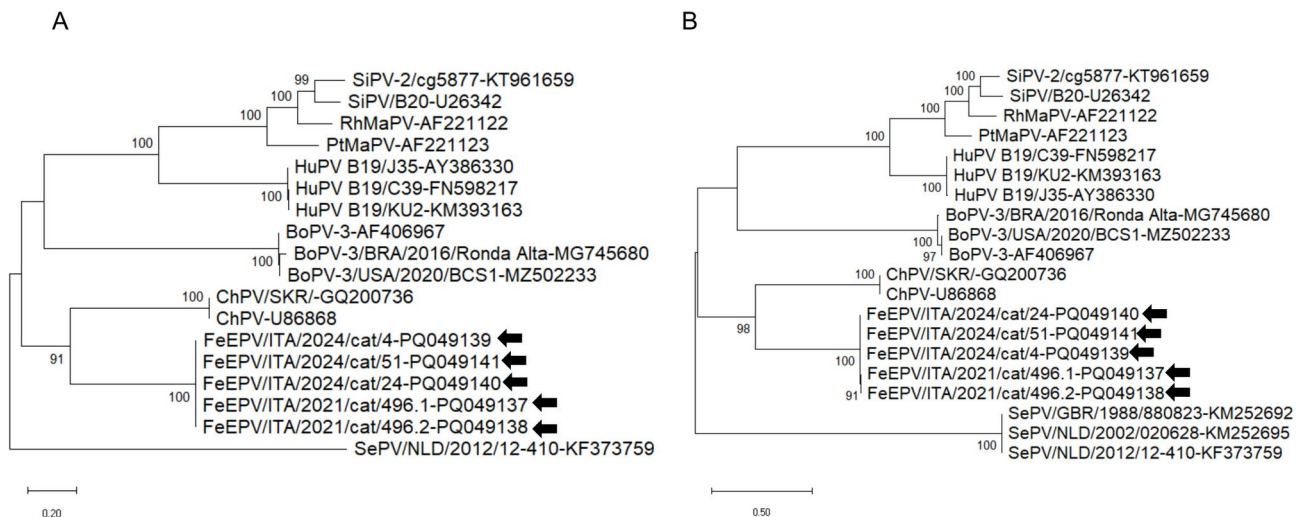 A
99
SiPV-2/cg5877-KT961659
100
SiPV/B20-U26342
100
RhMaPV-AF221122
100
PtMaPV-AF221123
HuPV B19/J35-AY386330
HuPV B19/C39-FN598217
100
HuPV B19/KU2-KM393163
BoPV-3-AF406967
BoPV-3/BRA/2016/Ronda Alta-MG745680
100
BoPV-3/USA/2020/BCS1-MZ502233
100
ChPV/SKR/-GQ200736
ChPV-U86868
91
FeEPV/ITA/2024/cat/4-PQ049139
FeEPV/ITA/2024/cat/51-PQ049141
FeEPV/ITA/2024/cat/24-PQ049140
100
FeEPV/ITA/2021/cat/496.1-PQ049137
FeEPV/ITA/2021/cat/496.2-PQ049138
SePV/NLD/2012/12-410-KF373759
0.20
B
100
SiPV-2/cg5877-KT961659
100
SiPV/B20-U26342
100
RhMaPV-AF221122
100
PtMaPV-AF221123
HuPV B19/C39-FN598217
HuPV B19/KU2-KM393163
100
HuPV B19/J35-AY386330
BoPV-3/BRA/2016/Ronda Alta-MG745680
100
BoPV-3/USA/2020/BCS1-MZ502233
97
BoPV-3-AF406967
100
ChPV/SKR/-GQ200736
ChPV-U86868
98
FeEPV/ITA/2024/cat/24-PQ049140
FeEPV/ITA/2024/cat/51-PQ049141
FeEPV/ITA/2024/cat/4-PQ049139
100
FeEPV/ITA/2021/cat/496.1-PQ049137
91
FeEPV/ITA/2021/cat/496.2-PQ049138
SePV/GBR/1988/880823-KM252692
SePV/NLD/2002/020628-KM252695
100
SePV/NLD/2012/12-410-KF373759
0.50